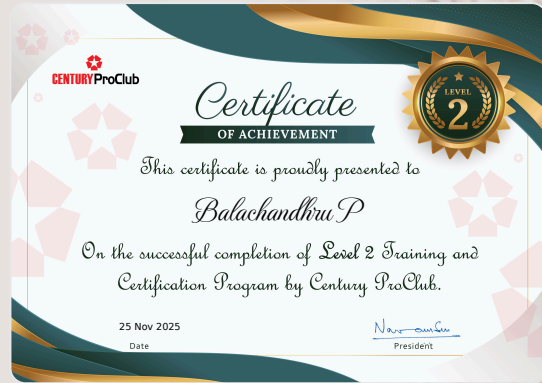 CENTURY ProClub
Certificate
OF ACHIEVEMENT
LEVEL
2
This certificate is proudly presented to
Balachandhru P
On the successful completion of Level 2 Training and
Certification Program by Century ProClub.
25 Nov 2025
Date
President